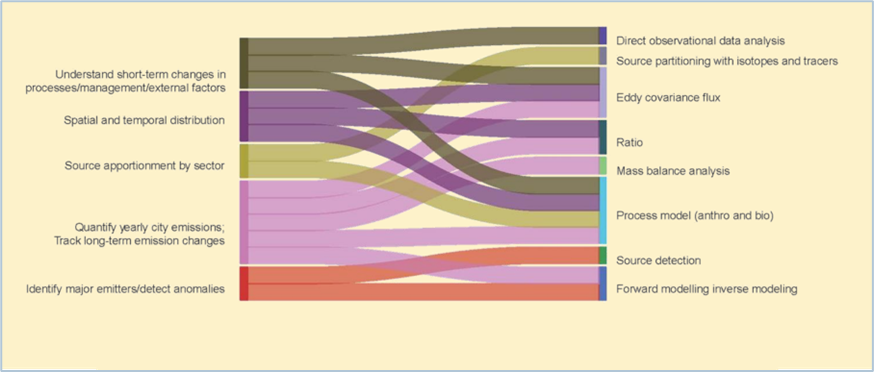 Understand short-term changes in
processes/management/external factors
Spatial and temporal distribution
Source apportionment by sector
Quantify yearly city emissions;
Track long-term emission changes
Identify major emitters/detect anomalies
Direct observational data analysis
Source partitioning with isotopes and tracers
Eddy covariance flux
Ratio
Mass balance analysis
Process model (anthro and bio)
Source detection
Forward modelling inverse modeling